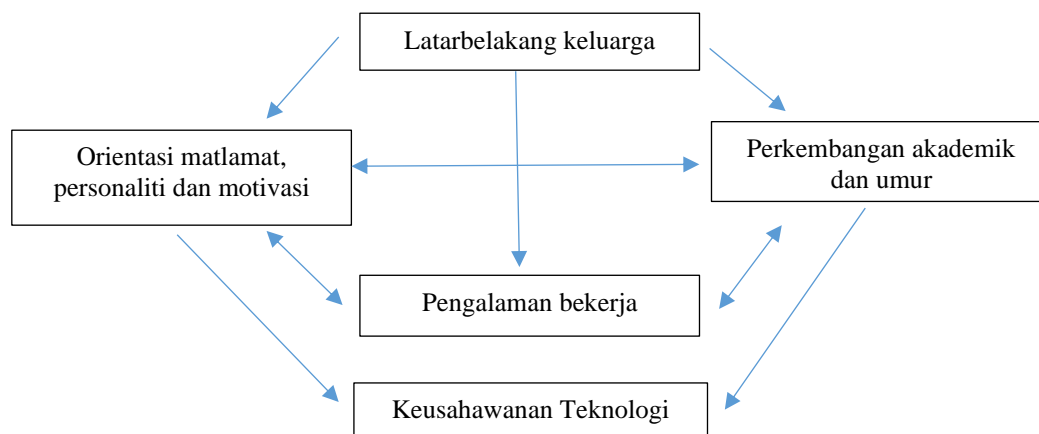 Latarbelakang keluarga
Orientasi matlamat,
personaliti dan motivasi
Perkembangan akademik
dan umur
Pengalaman bekerja
Keusahawanan Teknologi